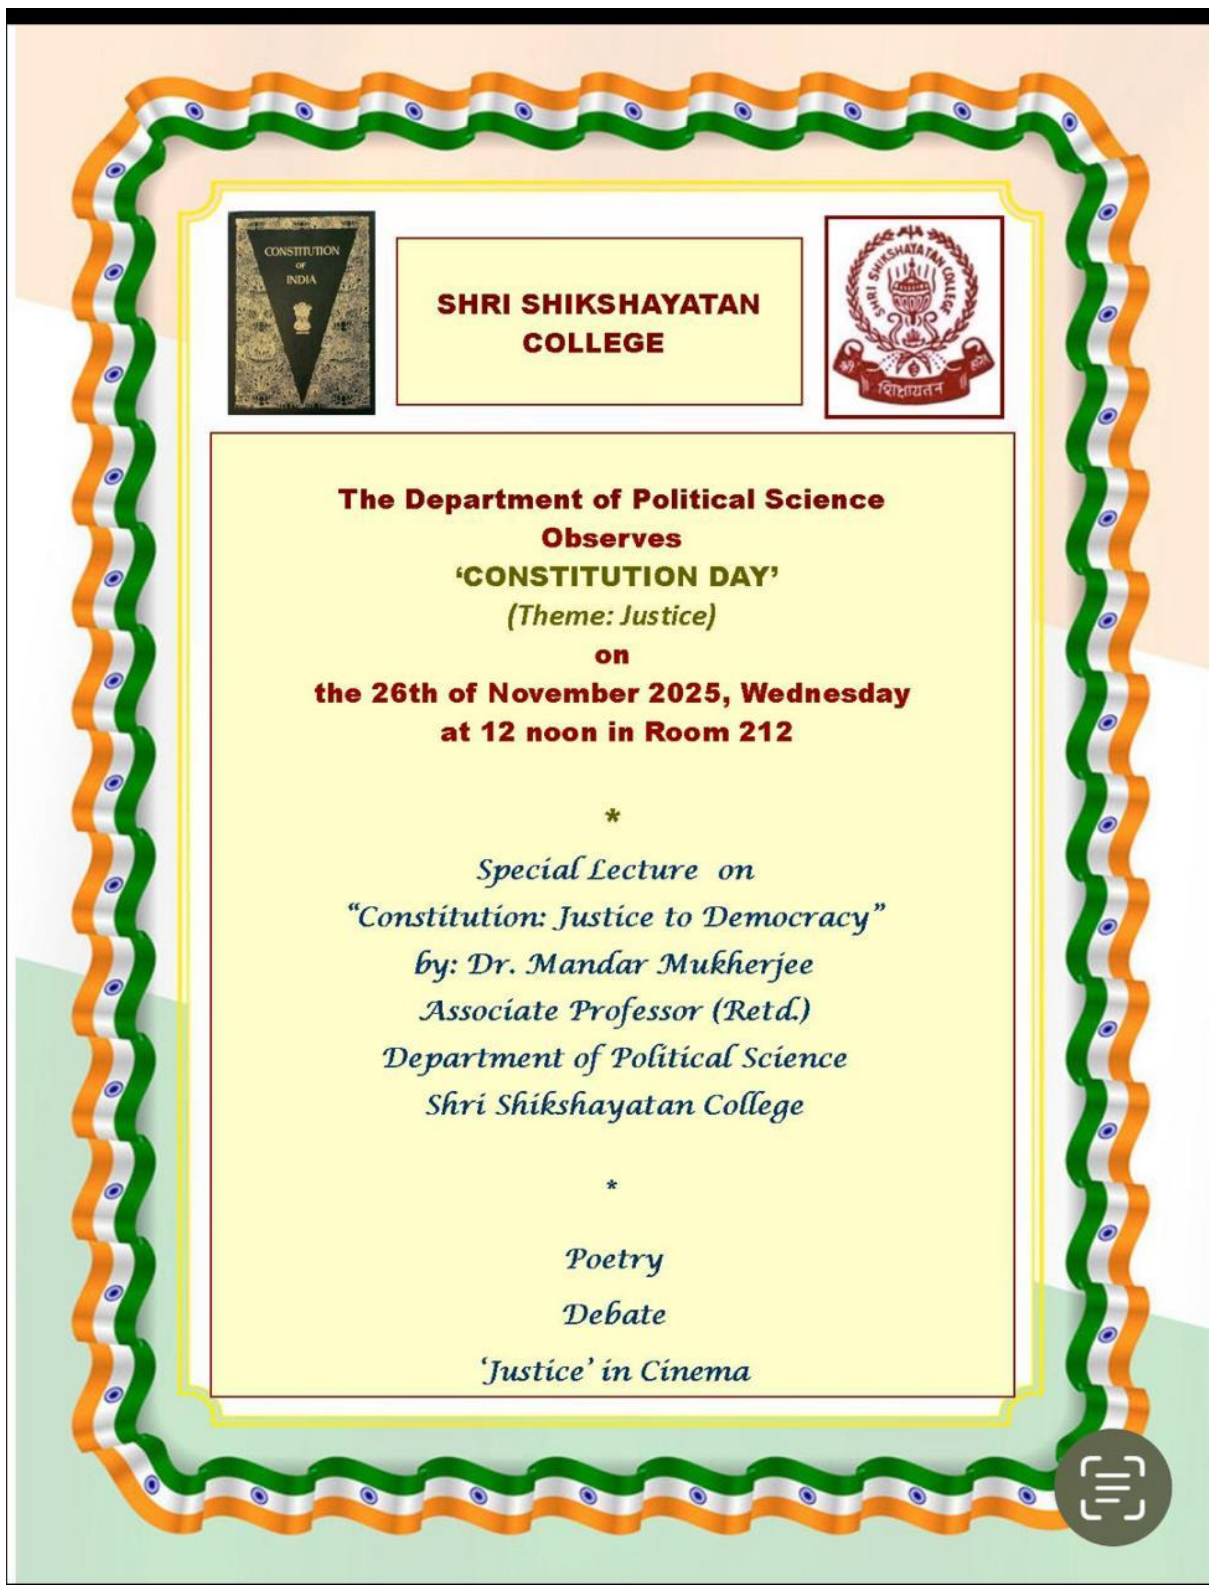 CONSTITUTION
OF
INDIA
SHRI SHIKSHAYATAN
COLLEGE
SHRI SHIKSHAYATAN COLLEGE
श्री शिक्षायतन
The Department of Political Science
Observes
‘CONSTITUTION DAY’
(Theme: Justice)
on
the 26th of November 2025, Wednesday
at 12 noon in Room 212
*
Special Lecture on
“Constitution: Justice to Democracy”
by: Dr. Mandar Mukherjee
Associate Professor (Retd.)
Department of Political Science
Shri Shikshayatan College
*
Poetry
Debate
‘Justice’ in Cinema